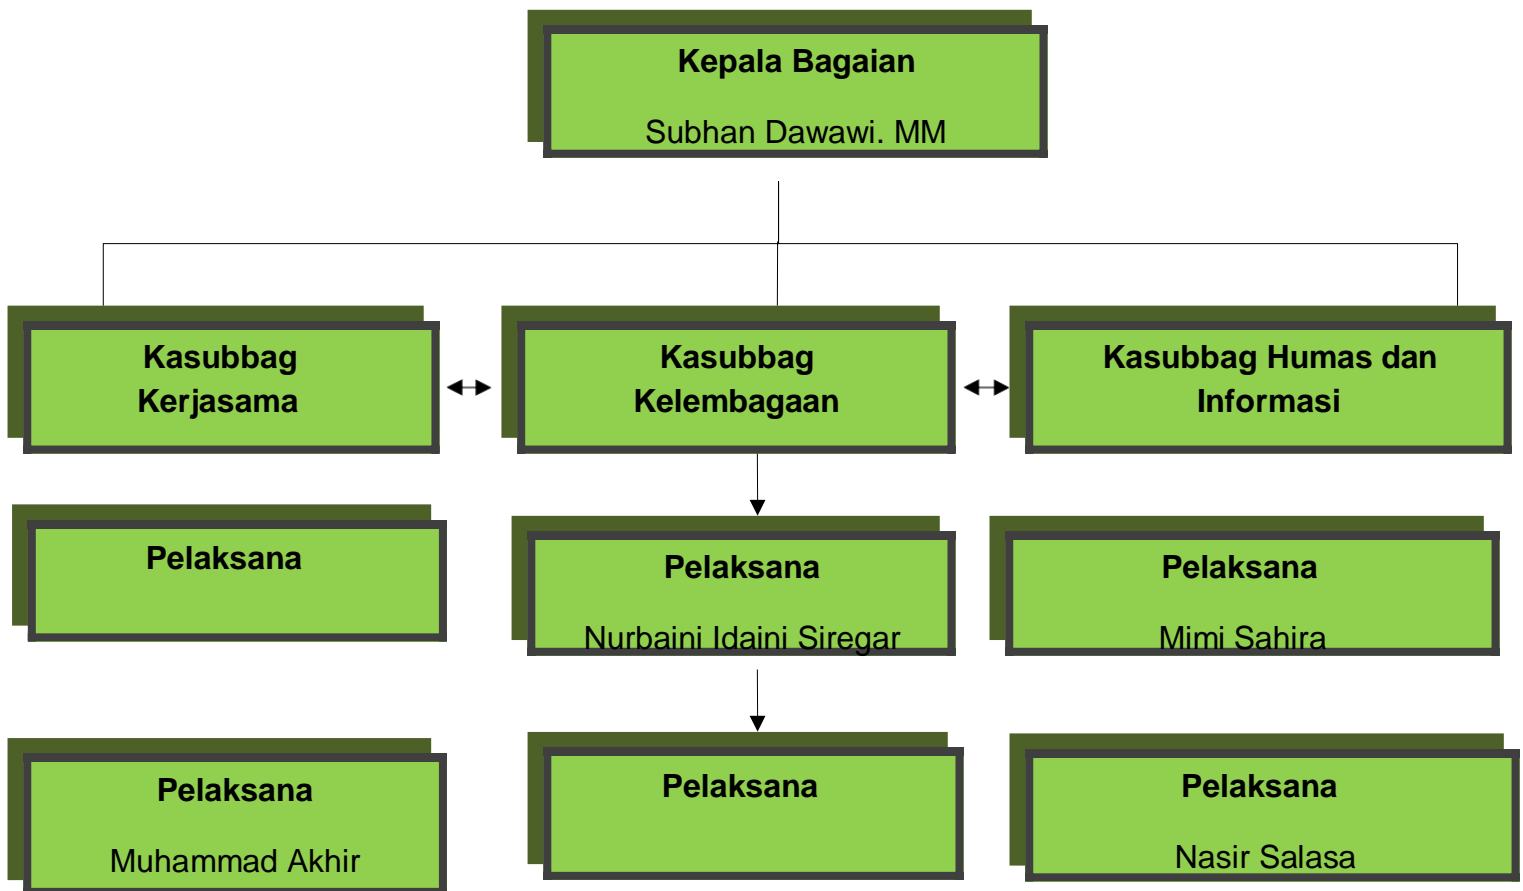 Kepala Bagaian
Subhan Dawawi. MM
Kasubbag
Kerjasama
Kasubbag
Kelembagaan
Kasubbag Humas dan
Informasi
Pelaksana
Pelaksana
Nurbaini Idaini Siregar
Pelaksana
Mimi Sahira
Pelaksana
Muhammad Akhir
Pelaksana
Pelaksana
Nasir Salasa